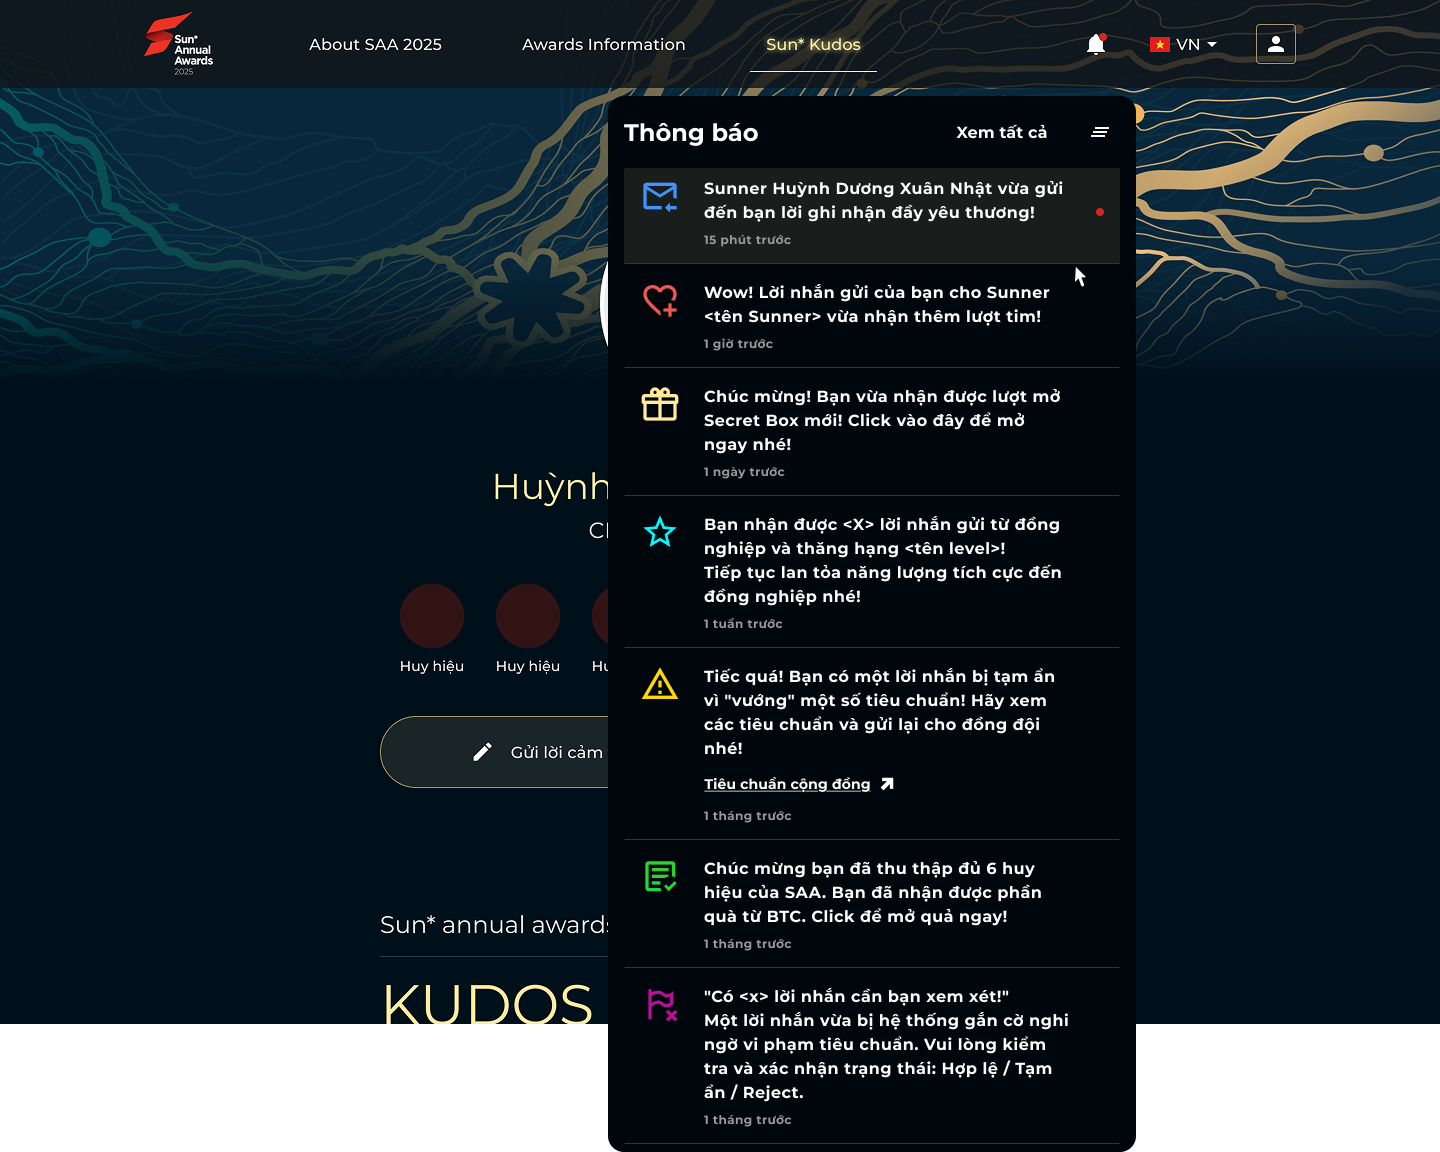 Sun*
Annual
Awards
2025
About SAA 2025
Awards Information
Sun* Kudos
VN
Thông báo
Xem tất cả
Sunner Huỳnh Dương Xuân Nhật vừa gửi
đến bạn lời ghi nhận đầy yêu thương!
15 phút trước
Wow! Lời nhắn gửi của bạn cho Sunner
<tên Sunner> vừa nhận thêm lượt tim!
1 giờ trước
Chúc mừng! Bạn vừa nhận được lượt mở
Secret Box mới! Click vào đây để mở
ngay nhé!
1 ngày trước
Bạn nhận được <X> lời nhắn gửi từ đồng
nghiệp và thăng hạng <tên level>!
Tiếp tục lan tỏa năng lượng tích cực đến
đồng nghiệp nhé!
1 tuần trước
Tiếc quá! Bạn có một lời nhắn bị tạm ẩn
vì "vướng" một số tiêu chuẩn! Hãy xem
các tiêu chuẩn và gửi lại cho đồng đội
nhé!
Tiêu chuẩn cộng đồng
1 tháng trước
Chúc mừng bạn đã thu thập đủ 6 huy
hiệu của SAA. Bạn đã nhận được phần
quà từ BTC. Click để mở quả ngay!
1 tháng trước
"Có <x> lời nhắn cần bạn xem xét!"
Một lời nhắn vừa bị hệ thống gắn cờ nghi
ngờ vi phạm tiêu chuẩn. Vui lòng kiểm
tra và xác nhận trạng thái: Hợp lệ / Tạm
ẩn / Reject.
1 tháng trước
Huỳnh
Huy hiệu
Huy hiệu
Gửi lời cảm
Sun* annual awards
KUDOS